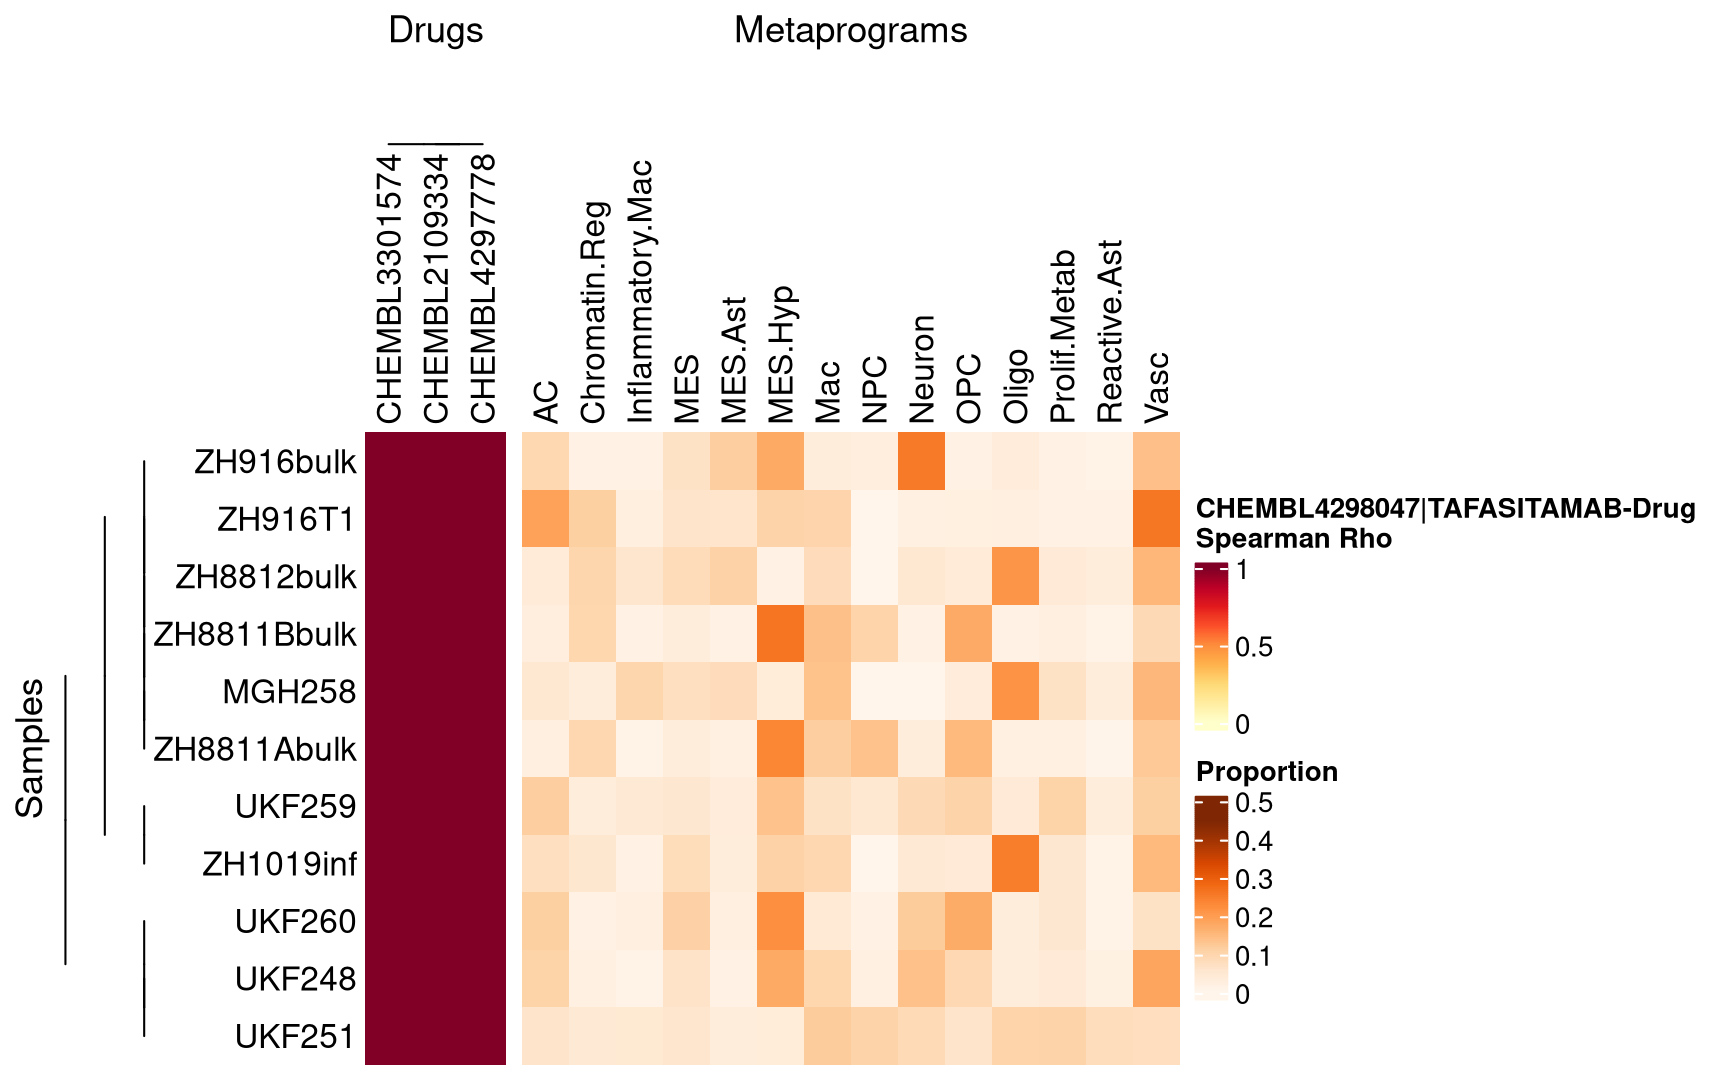 Drugs
Metaprograms
CHEMBL3301574
CHEMBL2109334
CHEMBL4297778
AC
Chromatin.Reg
Inflammatory.Mac
MES
MES.Ast
MES.Hyp
Mac
NPC
Neuron
OPC
Oligo
Prolif.Metab
Reactive.Ast
Vasc
Samples
ZH916bulk
ZH916T1
ZH8812bulk
ZH8811Bbulk
MGH258
ZH8811Abulk
UKF259
ZH1019inf
UKF260
UKF248
UKF251
CHEMBL4298047|TAFASITAMAB-Drug
Spearman Rho
1
0.5
0
Proportion
0.5
0.4
0.3
0.2
0.1
0